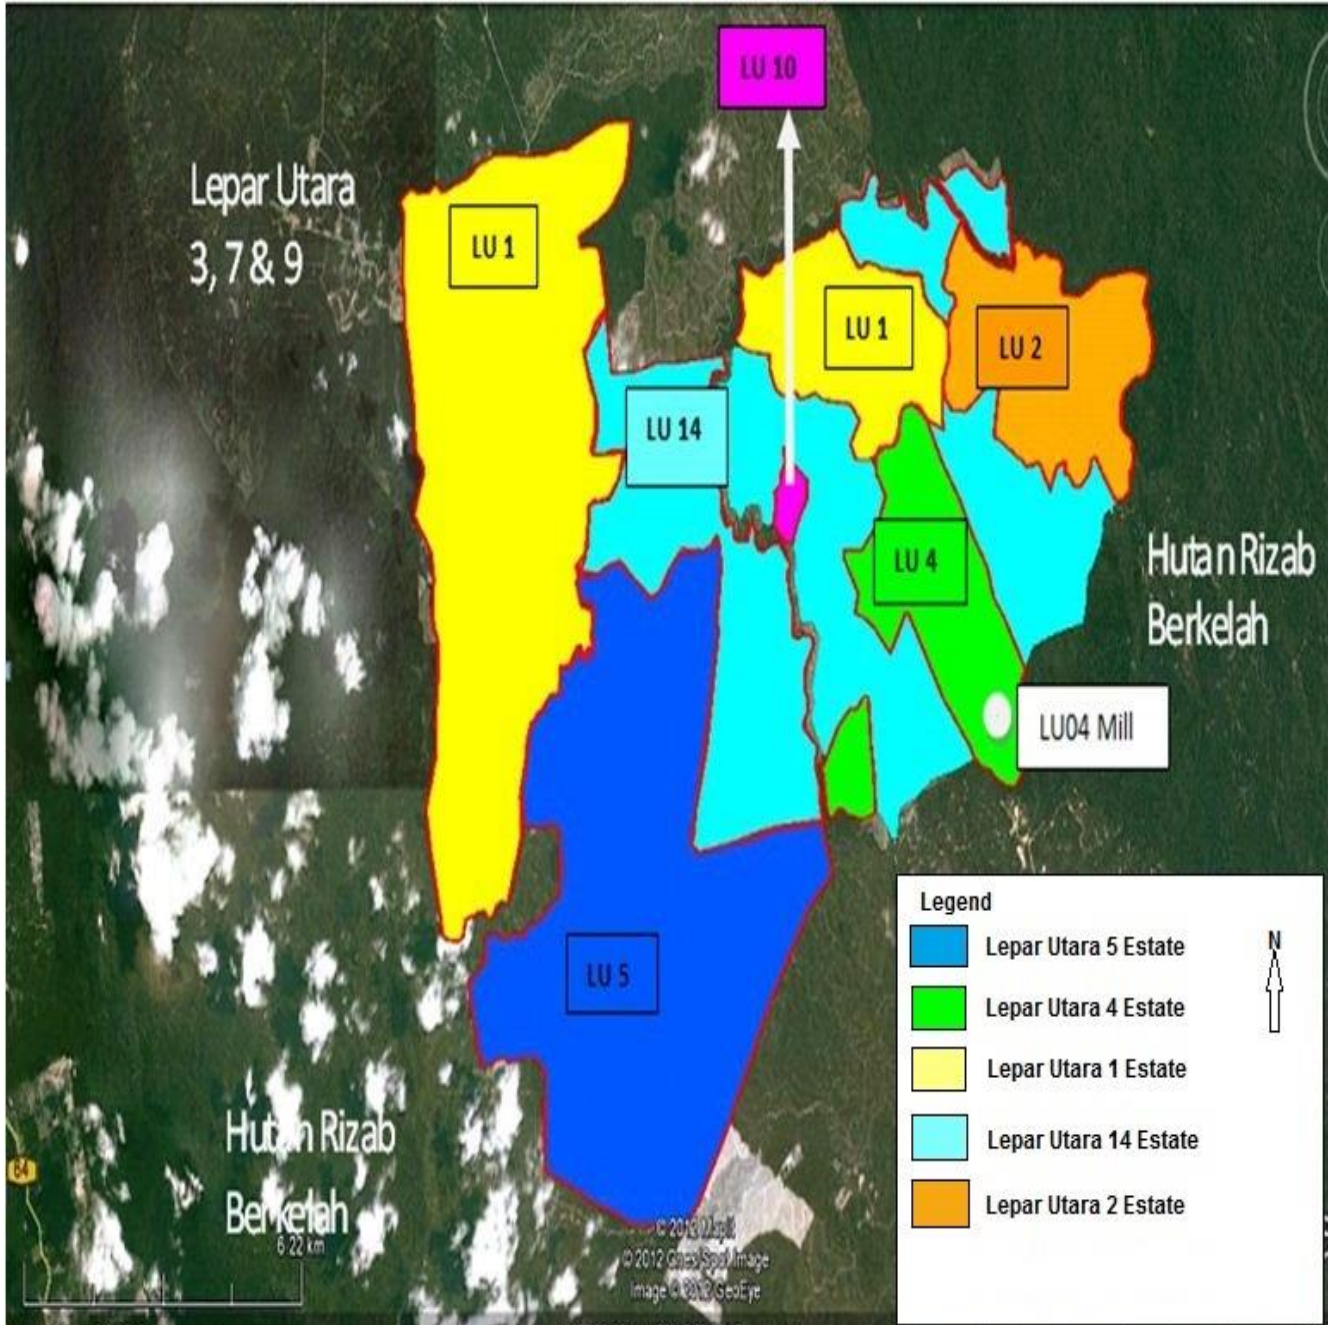 LU 10
Lepar Utara
3, 7 & 9
LU 1
LU 1
LU 2
LU 14
LU 4
Hutan Rizab
Berkelah
LU04 Mill
LU 5
Legend
Lepar Utara 5 Estate
N
Lepar Utara 4 Estate
Lepar Utara 1 Estate
Lepar Utara 14 Estate
Lepar Utara 2 Estate
Hutan Rizab
Berkelah
64
6.22 km
© 2012 MapIt
© 2012 Cnes/Spot Image
Image © 2012 GeoEye